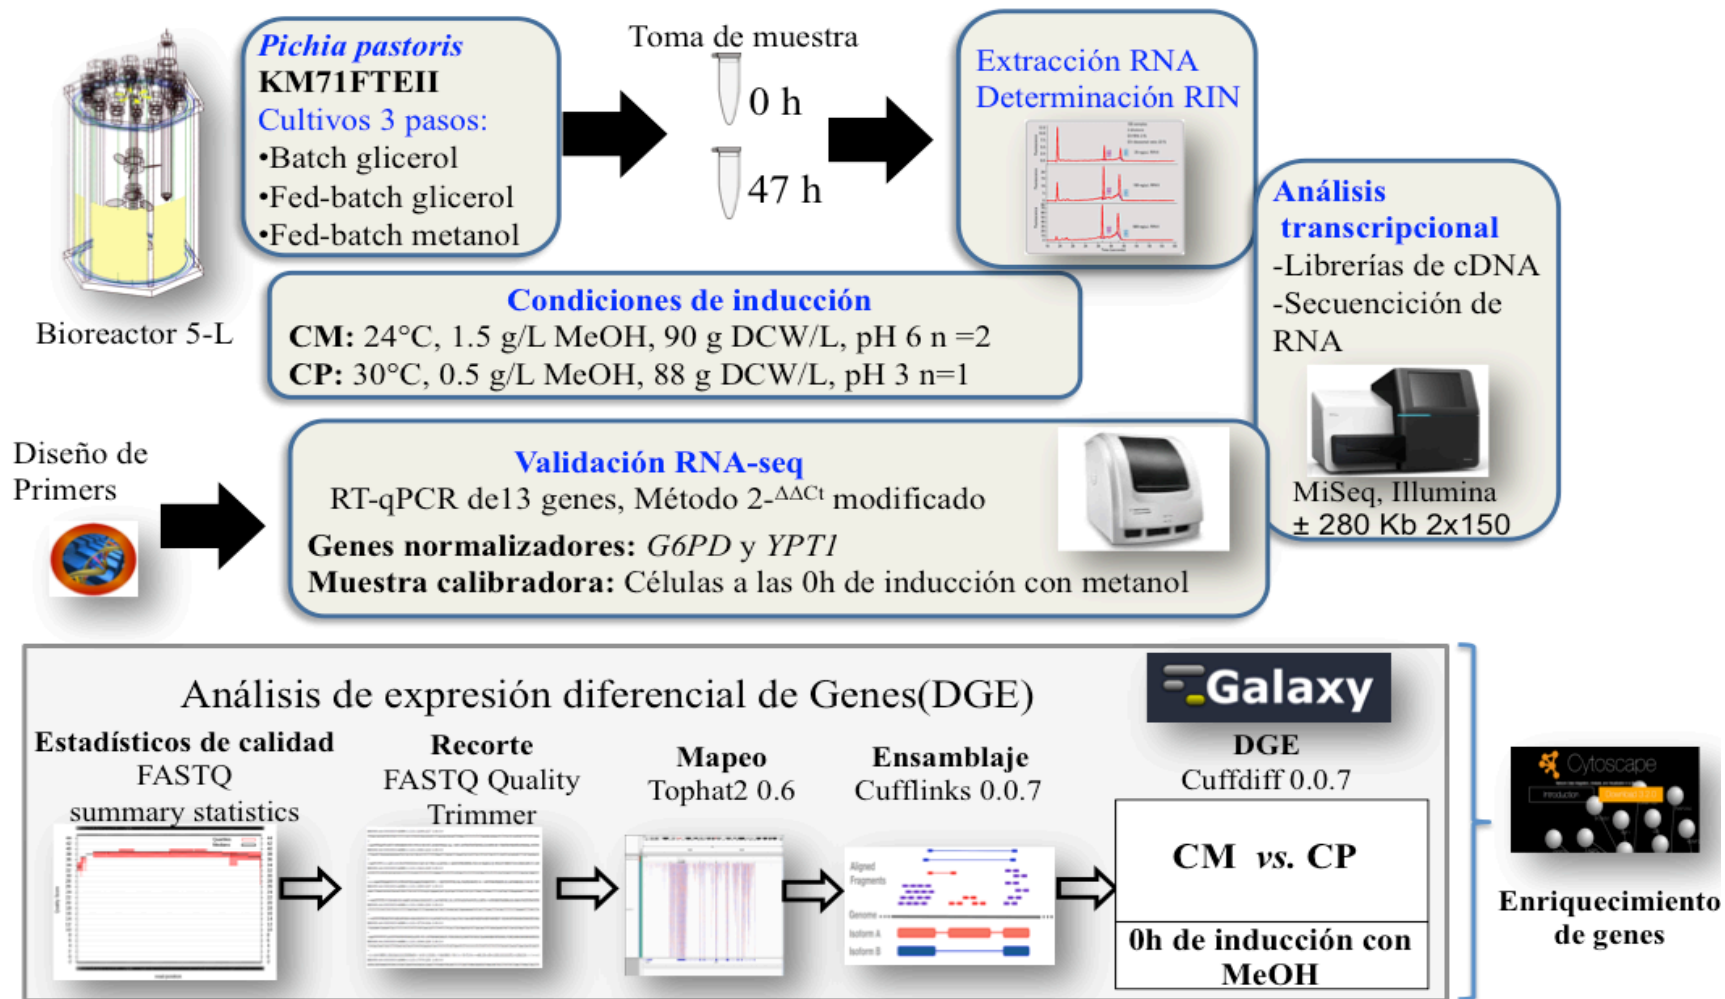 Pichia pastoris
KM71FTEII
Cultivos 3 pasos:
•Batch glicerol
•Fed-batch glicerol
•Fed-batch metanol
Bioreactor 5-L
Toma de muestra
0 h
47 h
Extracción RNA
Determinación RIN
Análisis
transcripcional
-Librerías de cDNA
-Secuencición de
RNA
MiSeq, Illumina
± 280 Kb 2x150
Condiciones de inducción
CM: 24°C, 1.5 g/L MeOH, 90 g DCW/L, pH 6 n =2
CP: 30°C, 0.5 g/L MeOH, 88 g DCW/L, pH 3 n=1
Diseño de
Primers
Validación RNA-seq
RT-qPCR de13 genes, Método 2-ΔΔCt modificado
Genes normalizadores: G6PD y YPT1
Muestra calibradora: Células a las 0h de inducción con metanol
Análisis de expresión diferencial de Genes(DGE)
Galaxy
Estadísticos de calidad
FASTQ
summary statistics
Recorte
FASTQ Quality
Trimmer
Mapeo
Tophat2 0.6
Ensamblaje
Cufflinks 0.0.7
Aligned
Fragments
Genome
Isoform A
Isoform B
DGE
Cuffdiff 0.0.7
CM vs. CP
0h de inducción con
MeOH
Cytoscape
Introduction
Enriquecimiento
de genes